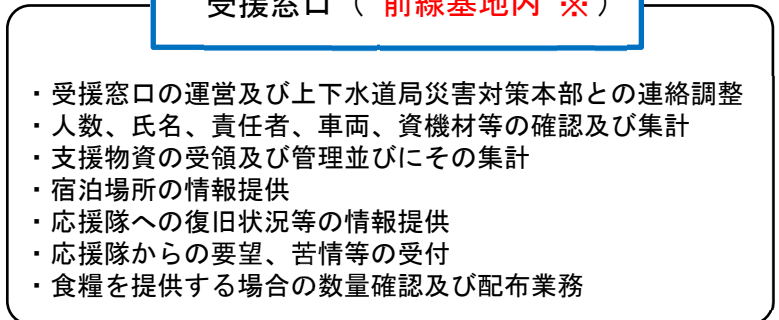 受援窓口（ 前線基地内 ※ ）
・受援窓口の運営及び上下水道局災害対策本部との連絡調整
・人数、氏名、責任者、車両、資機材等の確認及び集計
・支援物資の受領及び管理並びにその集計
・宿泊場所の情報提供
・応援隊への復旧状況等の情報提供
・応援隊からの要望、苦情等の受付
・食糧を提供する場合の数量確認及び配布業務